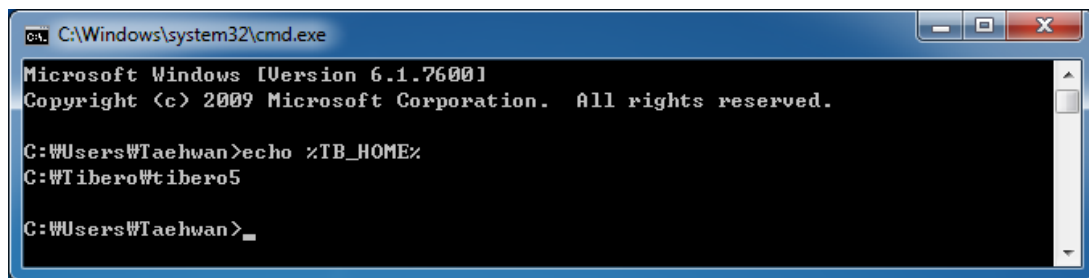 C:\Windows\system32\cmd.exe
Microsoft Windows [Version 6.1.7600]
Copyright (c) 2009 Microsoft Corporation.  All rights reserved.
C:₩Users₩Taehwan>echo %TB_HOME%
C:₩Tibero₩tibero5
C:₩Users₩Taehwan>_